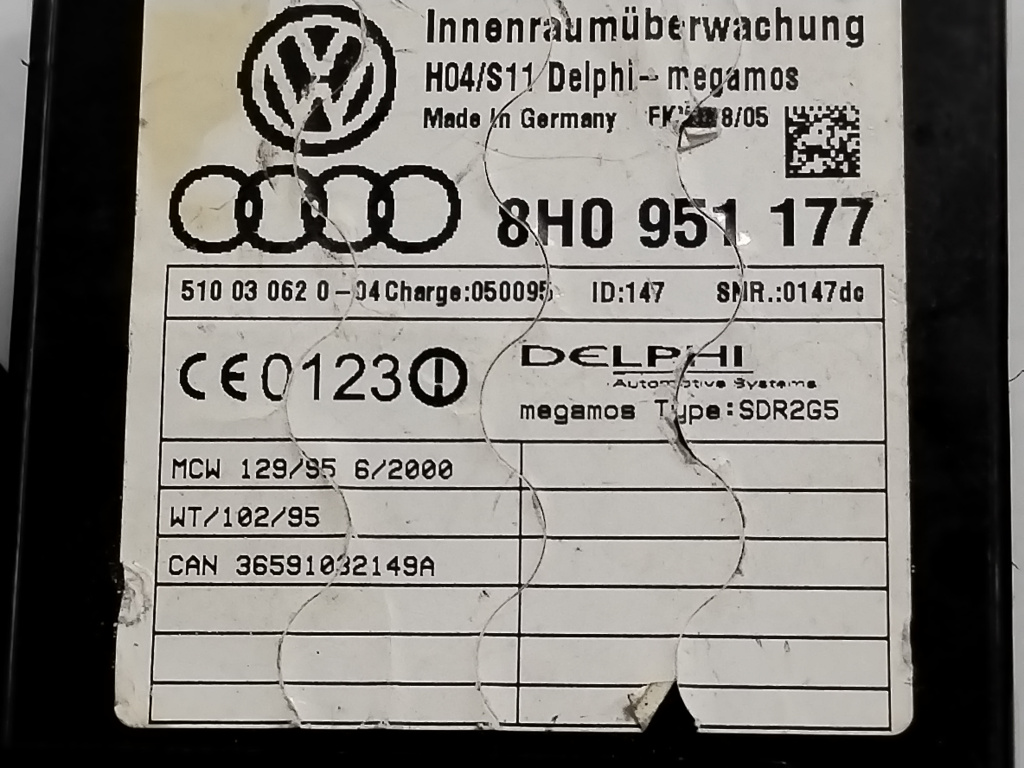 Innenraumüberwachung
H04/S11 Delphi-megamos
Made In Germany 8/05
8H0 951 177
510 03 062 0-04 Charge:050095 ID:147 SNR.:0147dc
CE0123
DELPHI
Automotive Systems
megamos Type:SDR2G5
MCW 129/95 6/2000
WT/102/95
CAN 36591032149A